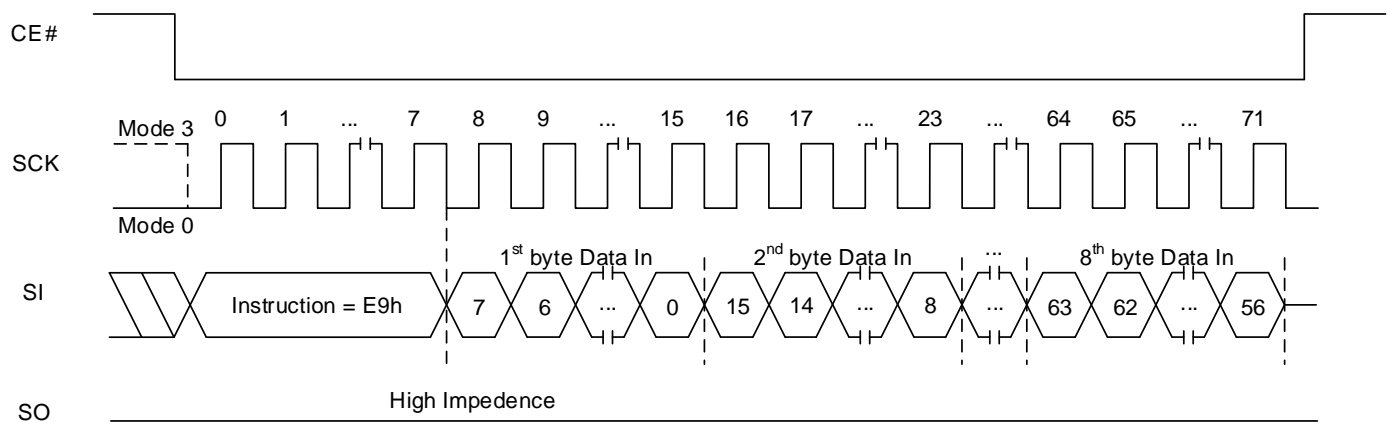 CE#
Mode 3
0 1 ... 7 8 9 ... 15 16 17 ... 23 ... 64 65 ... 71
SCK
Mode 0
1st byte Data In 2nd byte Data In ... 8th byte Data In
SI
Instruction = E9h 7 6 ... 0 15 14 ... 8 ... 63 62 ... 56
High Impedence
SO